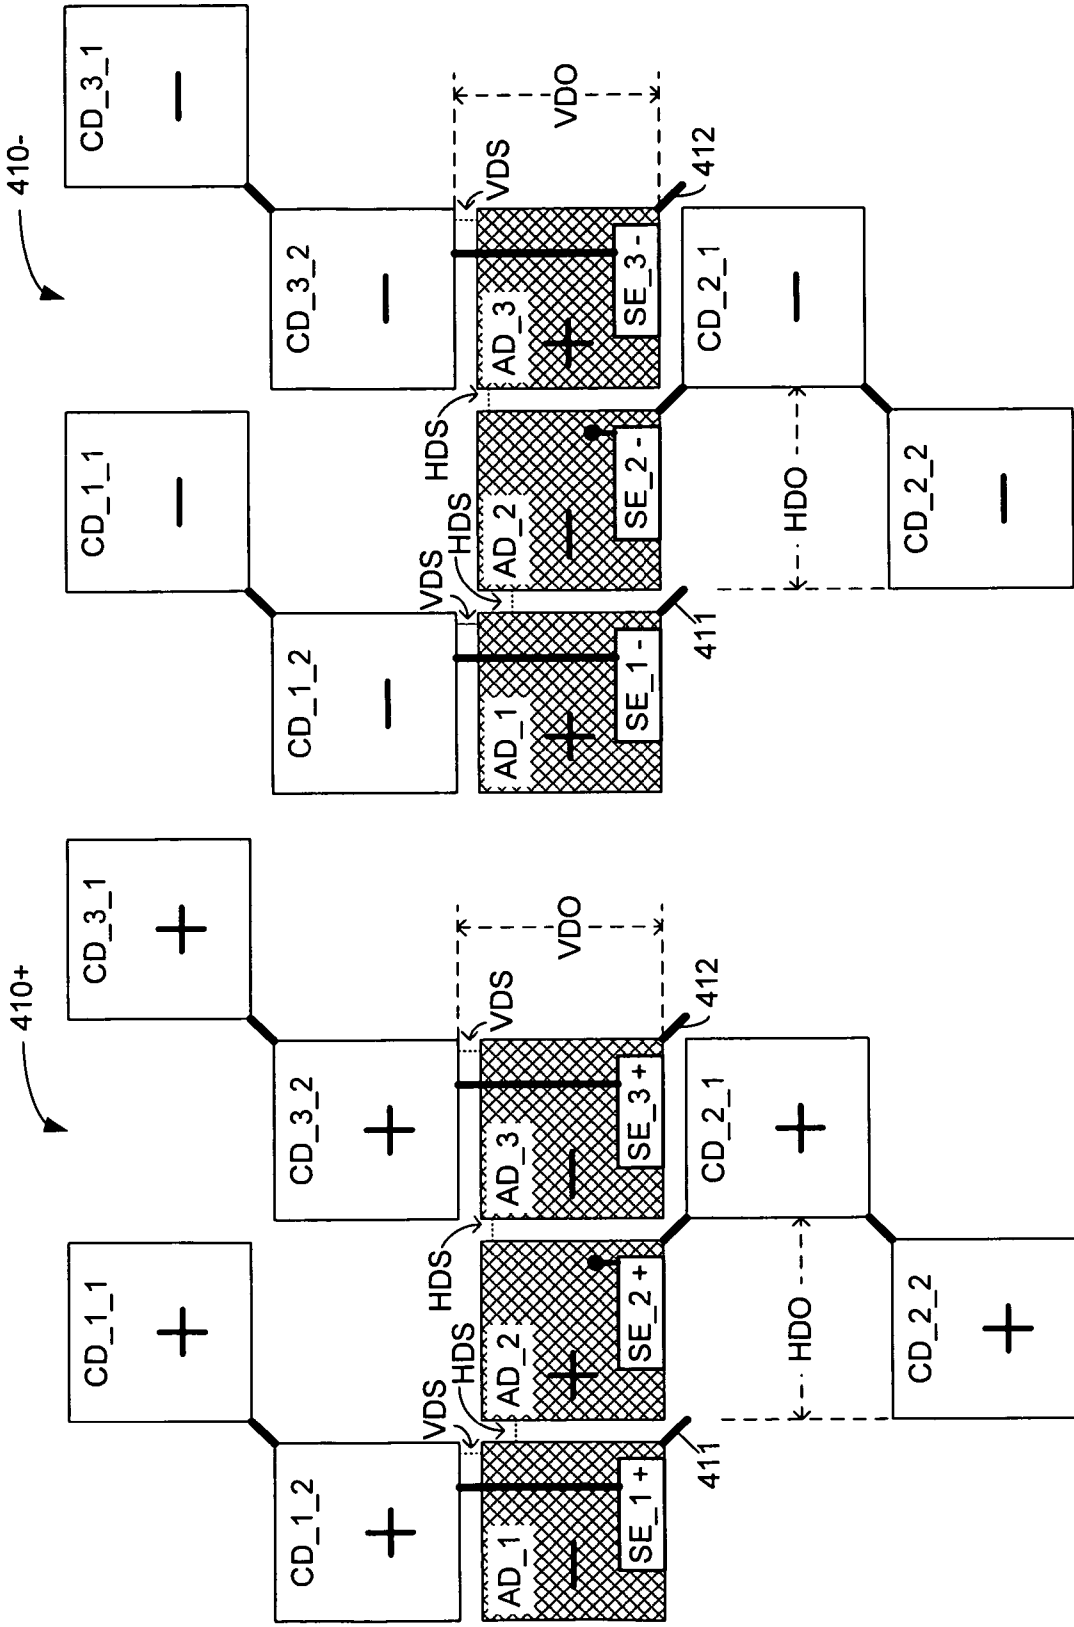 410+
CD_1_1
+
CD_3_1
+
CD_1_2
+
CD_3_2
+
VDS
HDS
HDS
VDS
VDO
AD_1
−
AD_2
+
AD_3
−
SE_1 +
SE_2 +
SE_3 +
411
412
CD_2_1
+
HDO
CD_2_2
+
410-
CD_1_1
−
CD_3_1
−
CD_1_2
−
CD_3_2
−
VDS
HDS
HDS
VDS
VDO
AD_1
+
AD_2
−
AD_3
+
SE_1 -
SE_2 -
SE_3 -
411
412
CD_2_1
−
HDO
CD_2_2
−